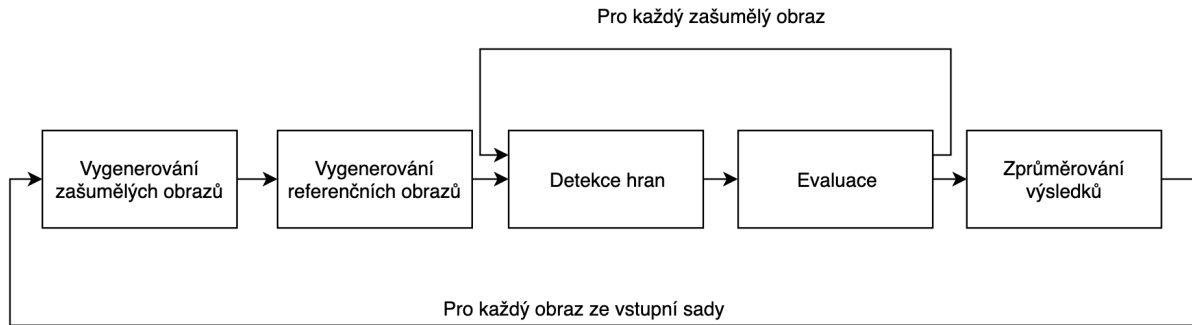 Pro každý zašumělý obraz
Vygenerování
zašumělých obrazů
Vygenerování
referenčních obrazů
Detekce hran
Evaluace
Zprůměrování
výsledků
Pro každý obraz ze vstupní sady